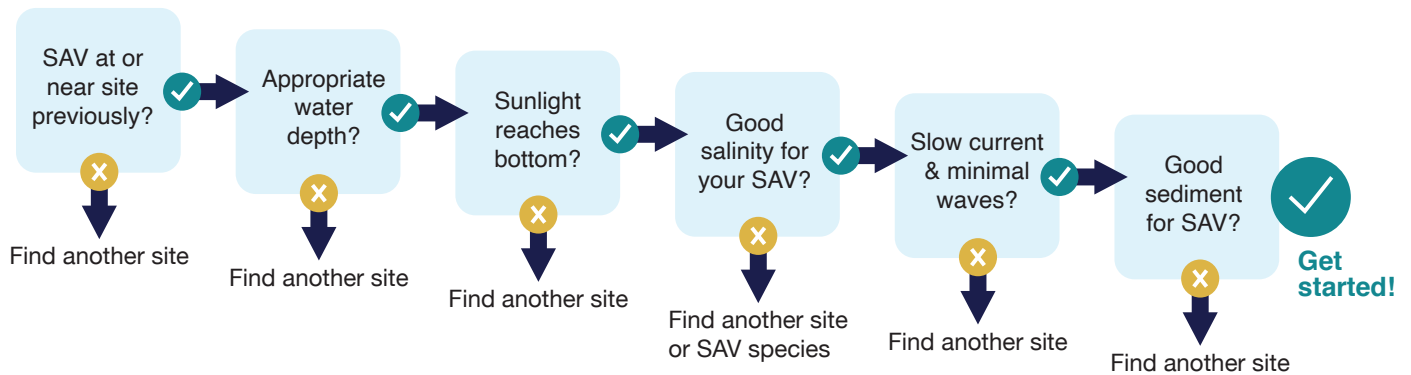 SAV at or
near site
previously?
Find another site
Appropriate
water
depth?
Find another site
Sunlight
reaches
bottom?
Find another site
Good
salinity for
your SAV?
Find another site
or SAV species
Slow current
& minimal
waves?
Find another site
Good
sediment
for SAV?
Find another site
Get
started!